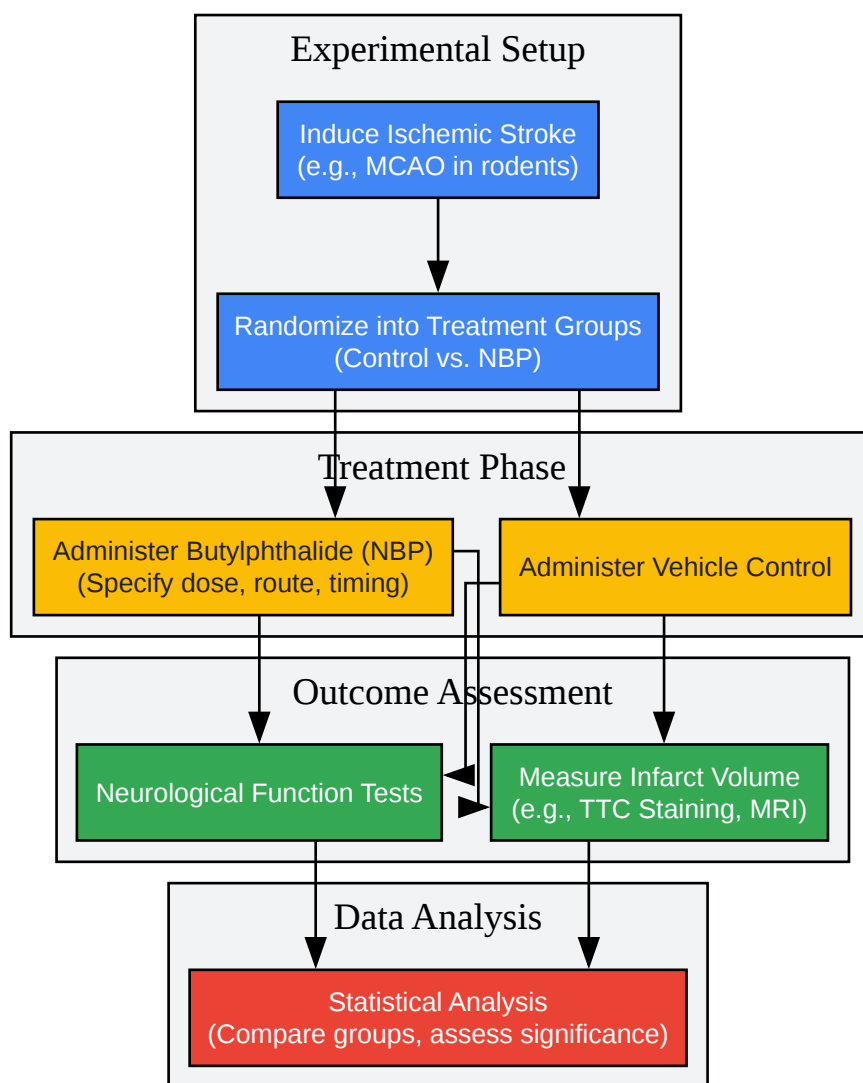 Experimental Setup
Induce Ischemic Stroke
(e.g., MCAO in rodents)
Randomize into Treatment Groups
(Control vs. NBP)
Treatment Phase
Administer Butylphthalide (NBP)
(Specify dose, route, timing)
Administer Vehicle Control
Outcome Assessment
Neurological Function Tests
Measure Infarct Volume
(e.g., TTC Staining, MRI)
Data Analysis
Statistical Analysis
(Compare groups, assess significance)